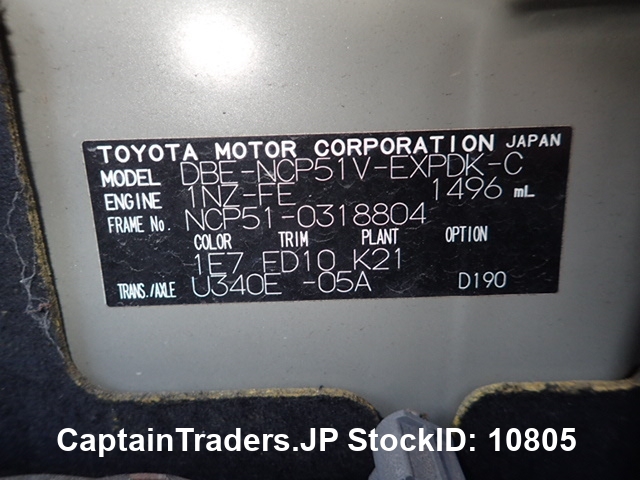 TOYOTA MOTOR CORPORATION JAPAN
MODEL DBE-NCP51V-EXPDK-C
ENGINE 1NZ-FE 1496 mL
FRAME No. NCP51-0318804
COLOR TRIM PLANT OPTION
1E7 FD10 K21
TRANS./AXLE U340E -05A D190
CaptainTraders.JP StockID: 10805